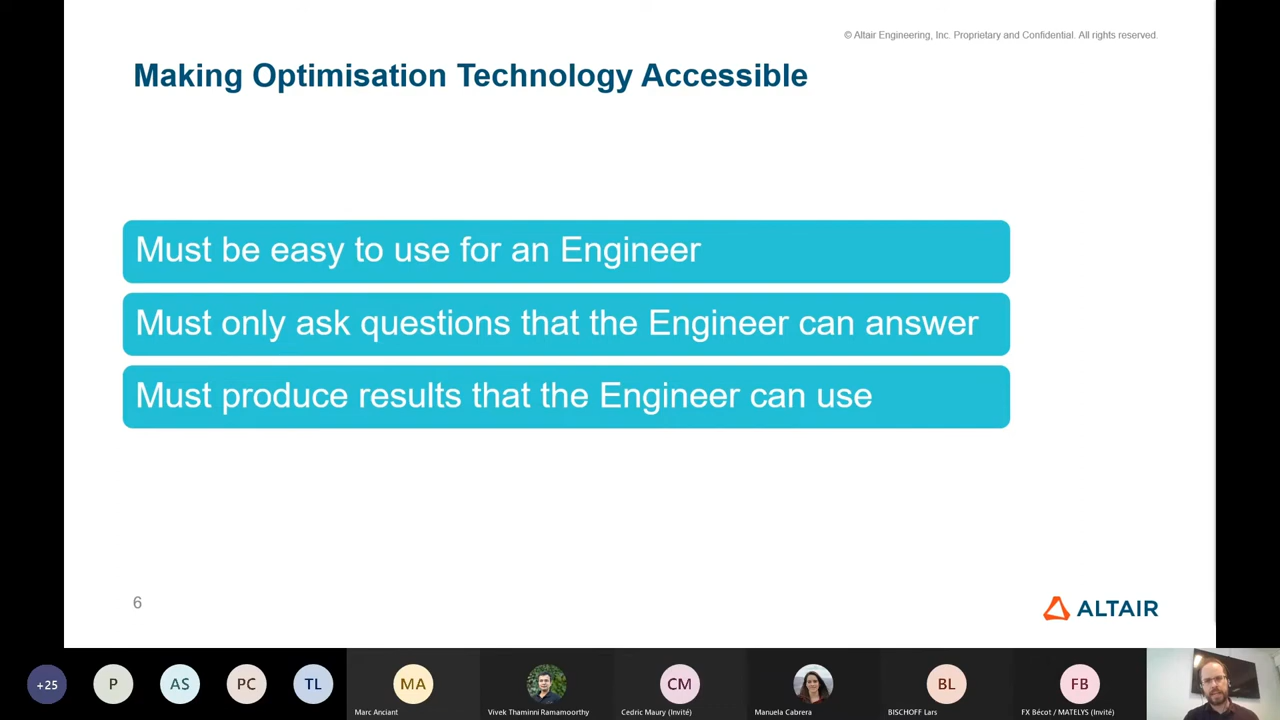 © Altair Engineering, Inc. Proprietary and Confidential. All rights reserved.
Making Optimisation Technology Accessible
Must be easy to use for an Engineer
Must only ask questions that the Engineer can answer
Must produce results that the Engineer can use
6
ALTAIR
+25
P
AS
PC
TL
MA
CM
BL
FB
Marc Anciant
Vivek Thaminni Ramamoorthy
Cedric Maury (Invité)
Manuela Cabrera
BISCHOFF Lars
FX Bécot / MATELYS (Invité)